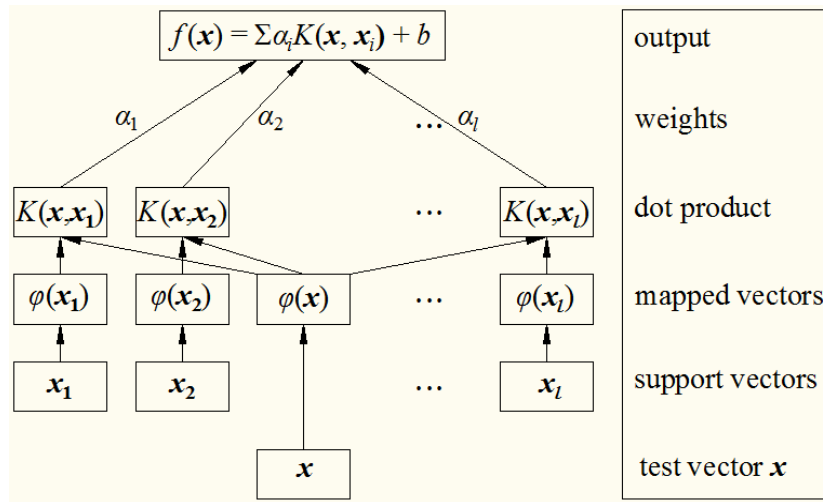 f(x) = Σα_iK(x, x_i) + b output
α_1 α_2 ... α_l weights
K(x,x_1) K(x,x_2) ... K(x,x_l) dot product
φ(x_1) φ(x_2) φ(x) ... φ(x_l) mapped vectors
x_1 x_2 ... x_l support vectors
x test vector x